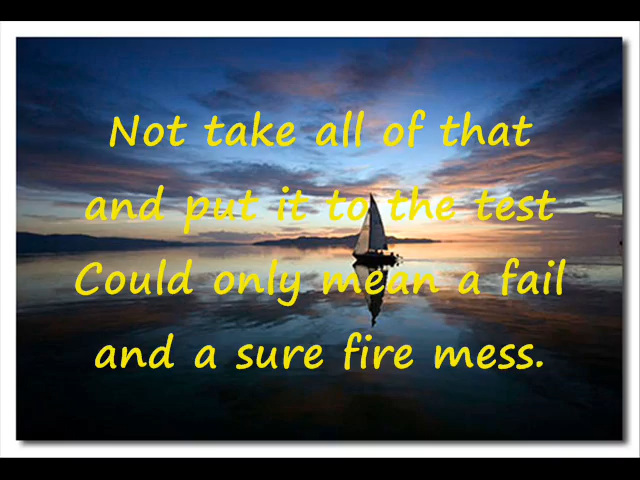 Not take all of that
and put it to the test
Could only mean a fail
and a sure fire mess.